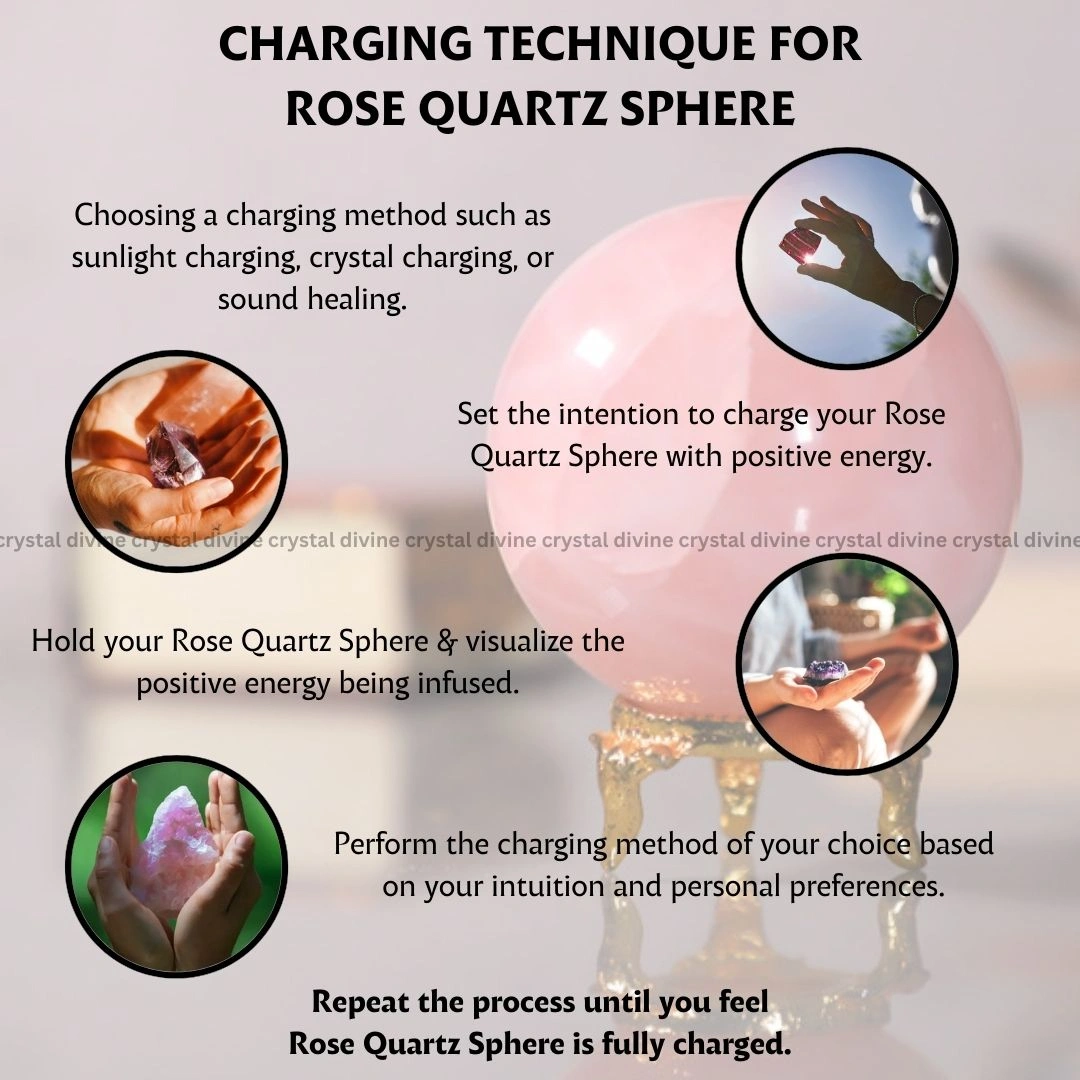 CHARGING TECHNIQUE FOR
ROSE QUARTZ SPHERE
Choosing a charging method such as
sunlight charging, crystal charging, or
sound healing.
Set the intention to charge your Rose
Quartz Sphere with positive energy.
crystal divine crystal divine crystal divine crystal divine crystal divine crystal divine crystal divine crystal divine
Hold your Rose Quartz Sphere & visualize the
positive energy being infused.
Perform the charging method of your choice based
on your intuition and personal preferences.
Repeat the process until you feel
Rose Quartz Sphere is fully charged.